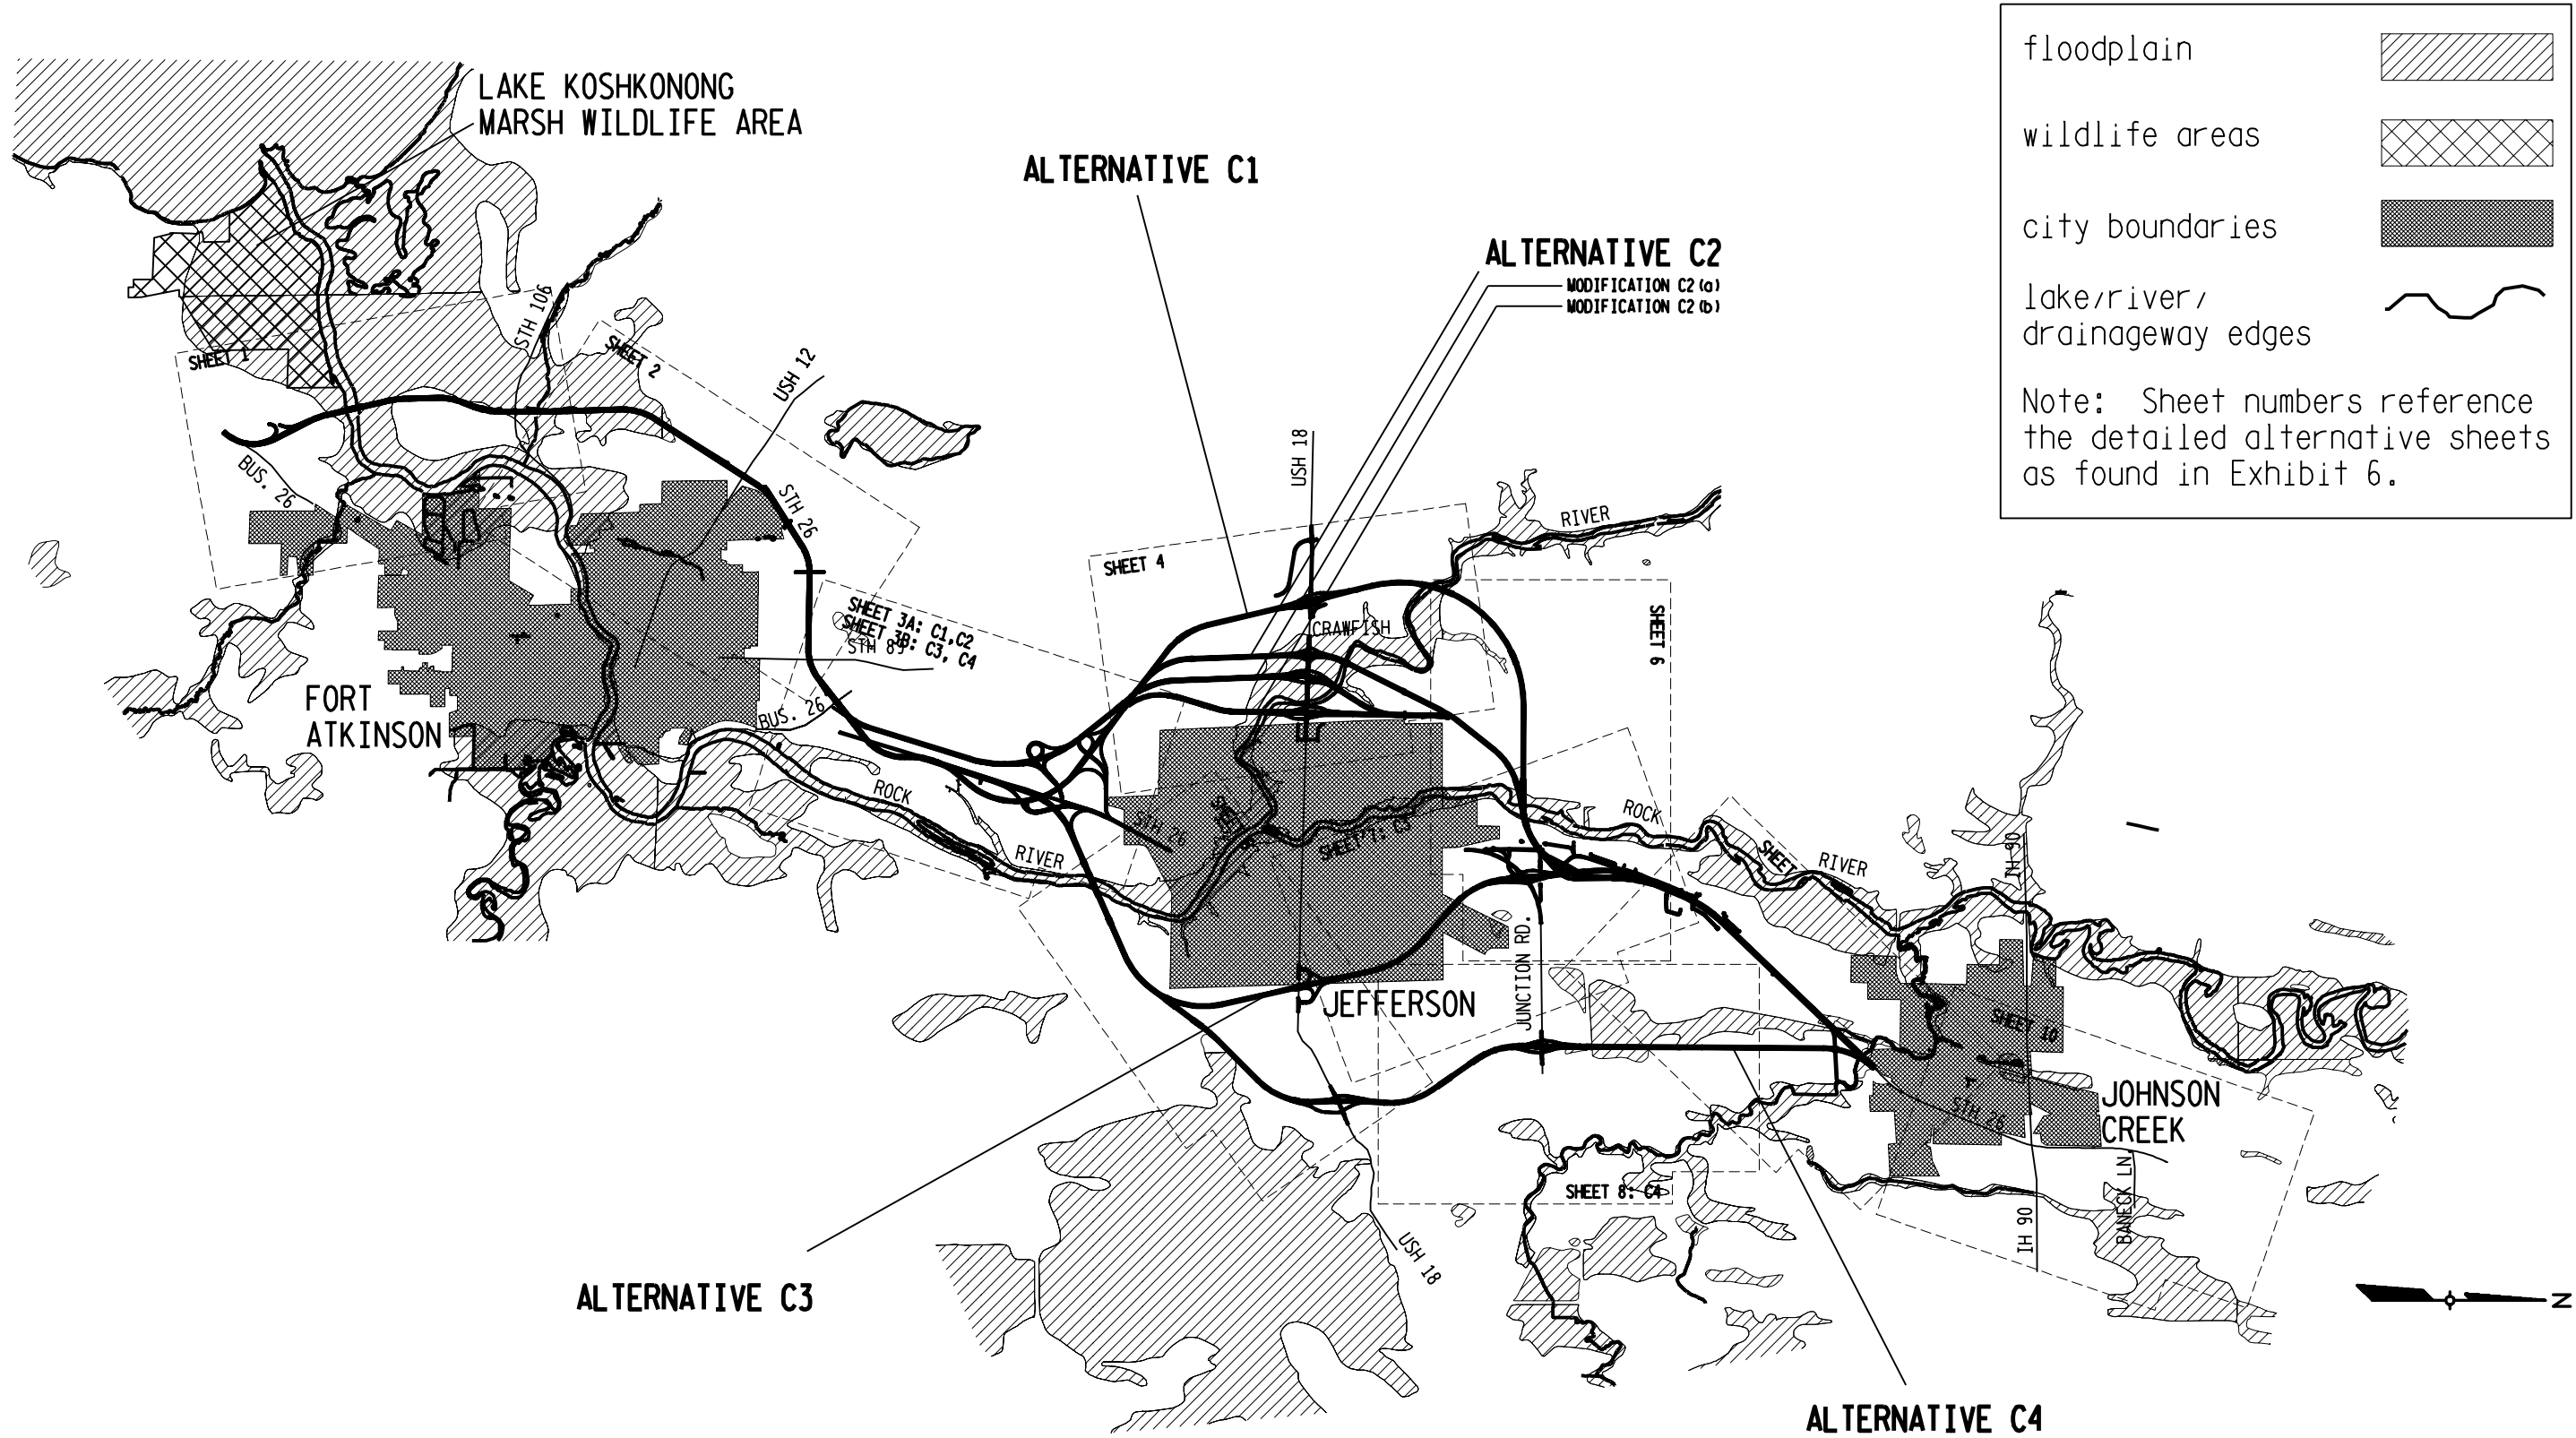 LAKE KOSHKONONG
MARSH WILDLIFE AREA
ALTERNATIVE C1
ALTERNATIVE C2
MODIFICATION C2 (a)
MODIFICATION C2 (b)
floodplain
wildlife areas
city boundaries
lake/river/
drainageway edges
Note: Sheet numbers reference
the detailed alternative sheets
as found in Exhibit 6.
STH 106
SHEET 1
SHEET 2
USH 12
BUS. 26
STH 26
USH 18
SHEET 4
RIVER
CRAWFISH
SHEET 6
SHEET 3A: C1,C2
SHEET 3B: C3, C4
STH 89
FORT
ATKINSON
BUS. 26
ROCK
RIVER
STH 26
SHEET
SHEET 7: C3
ROCK
SHEET
RIVER
IH 90
JUNCTION RD.
JEFFERSON
SHEET 10
STH 26
JOHNSON
CREEK
SHEET 8: C4
BANECK LN.
IH 90
USH 18
ALTERNATIVE C3
ALTERNATIVE C4
N